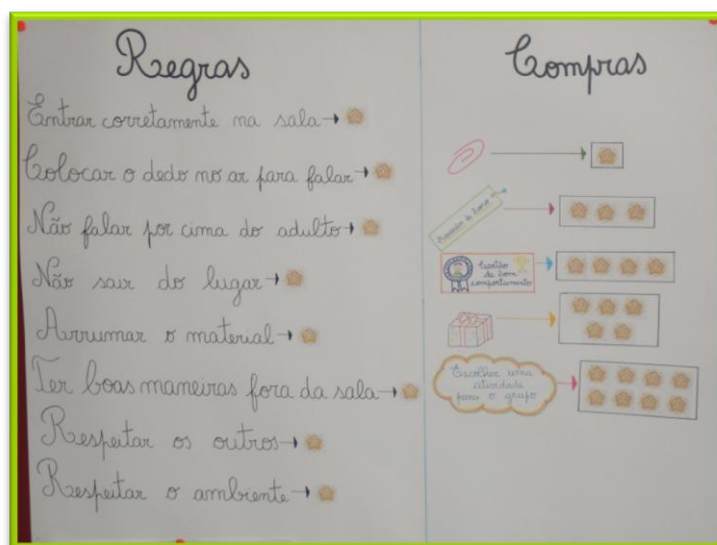 Regras
Entrar corretamente na sala
Colocar o dedo no ar para falar
Não falar por cima do adulto
Não sair do lugar
Arrumar o material
Ter boas maneiras fora da sala
Respeitar os outros
Respeitar o ambiente
Compras
Cartão
de bom
comportamento
Escolher uma
atividade
para o grupo